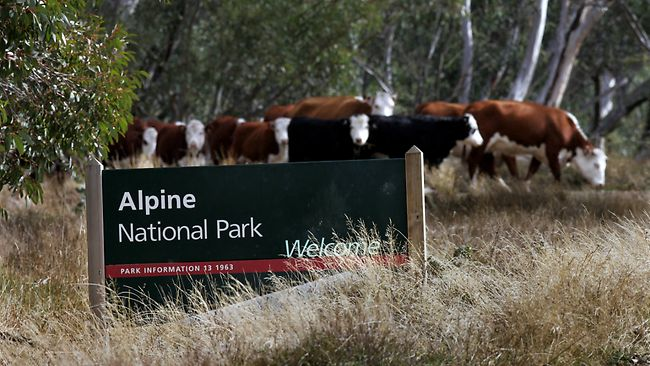 Alpine
National Park
Welcome
PARK INFORMATION 13 1963